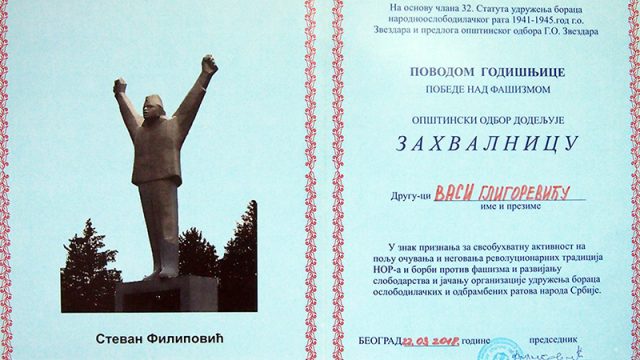 Стеван Филиповић
На основу члана 32. Статута удружења бораца
народноослободилачког рата 1941-1945.год г.о.
Звездара и предлога општинског одбора Г.О. Звездара
ПОВОДОМ ГОДИШЊИЦЕ
ПОБЕДЕ НАД ФАШИЗМОМ
ОПШТИНСКИ ОДБОР ДОДЕЉУЈЕ
ЗАХВАЛНИЦУ
Другу-ци ВАСИ ГЛИГОРЕВИЋУ
име и презиме
У знак признања за свеобухватну активност на
пољу очувања и неговања револуционарних традиција
НОР-а и борби против фашизма и развијању
слободарства и јачању организације удружења бораца
ослободилачких и одбрамбених ратова народа Србије.
БЕОГРАД године председник